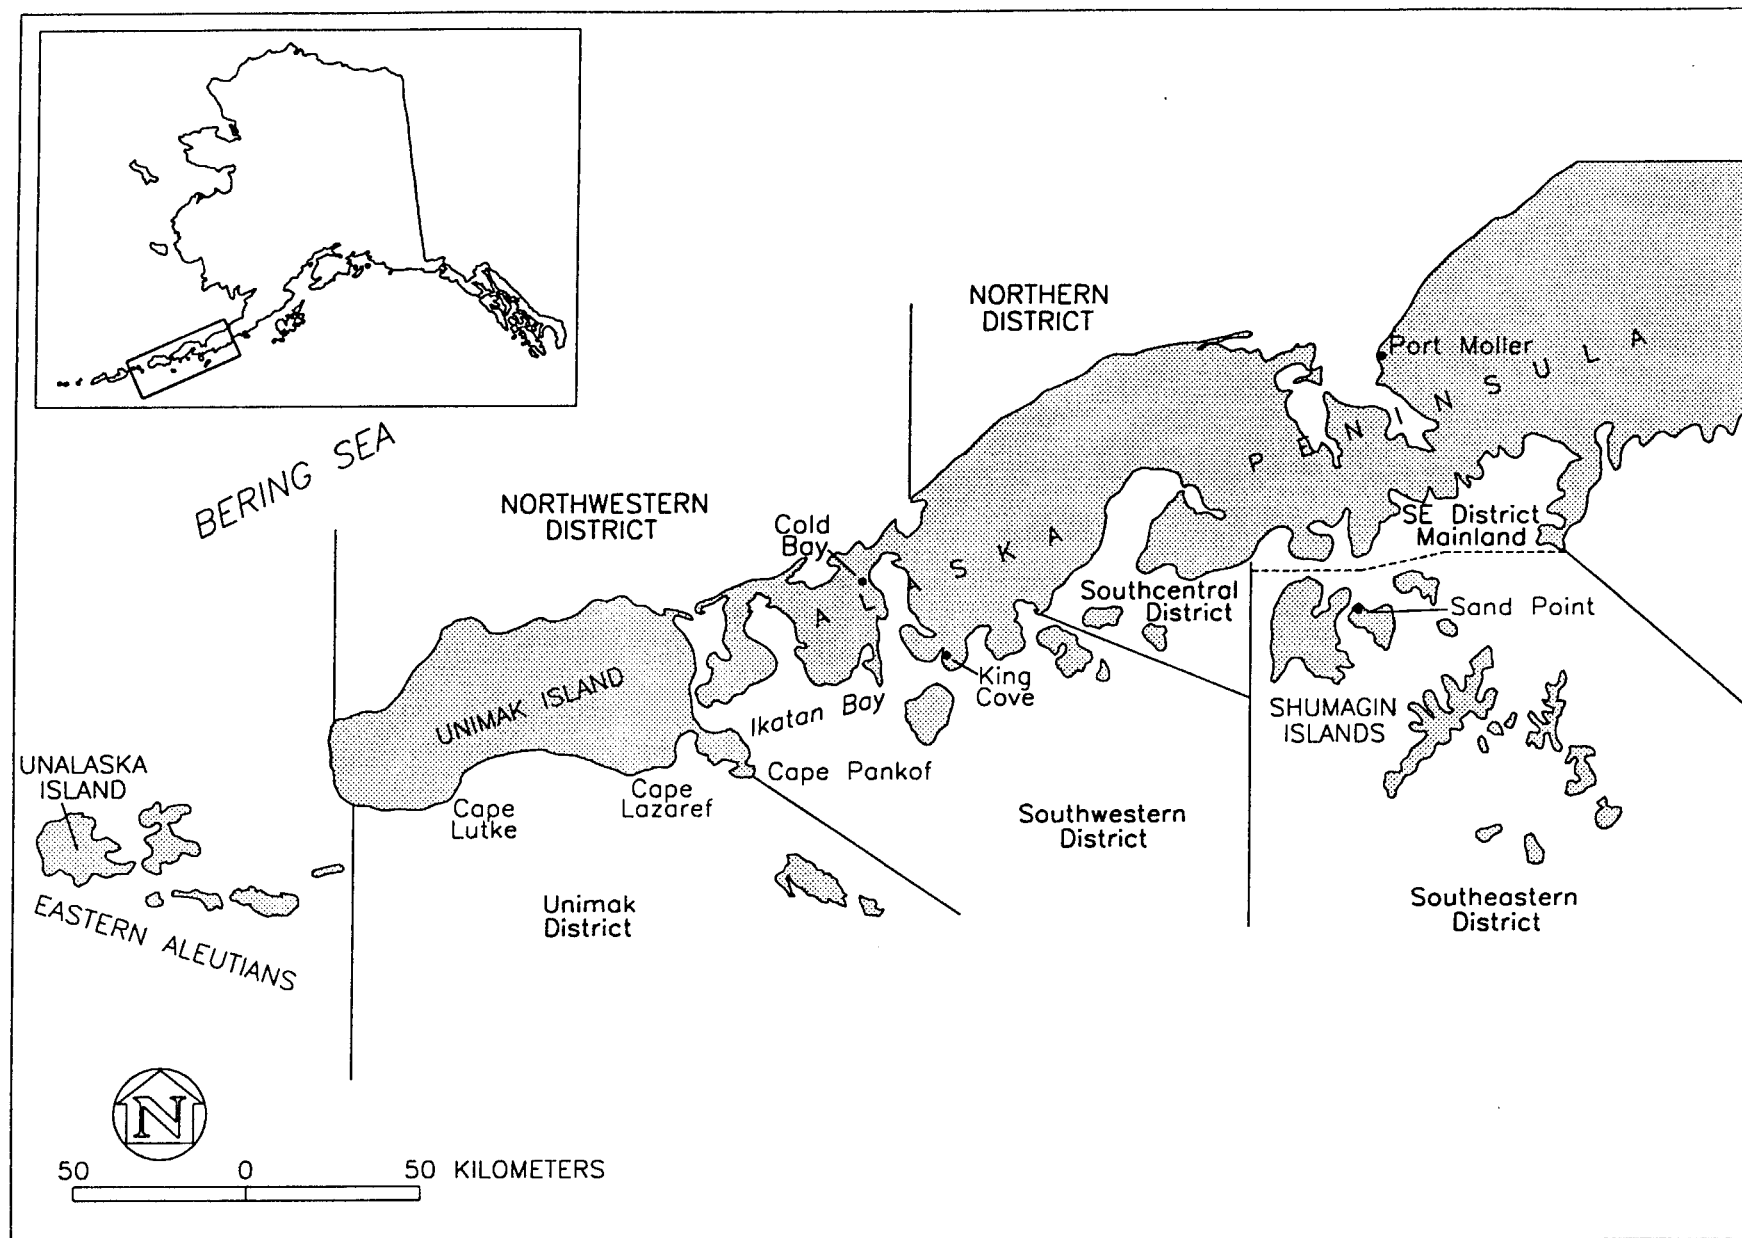 NORTHERN
DISTRICT
Port Moller
ALASKA PENINSULA
BERING SEA
NORTHWESTERN
DISTRICT
Cold
Bay
SE District
Mainland
Southcentral
District
Sand Point
UNIMAK ISLAND
Ikatan Bay
King
Cove
SHUMAGIN
ISLANDS
UNALASKA
ISLAND
Cape Pankof
Cape
Lutke
Cape
Lazaref
Southwestern
District
Unimak
District
Southeastern
District
EASTERN ALEUTIANS
N
50 0 50 KILOMETERS